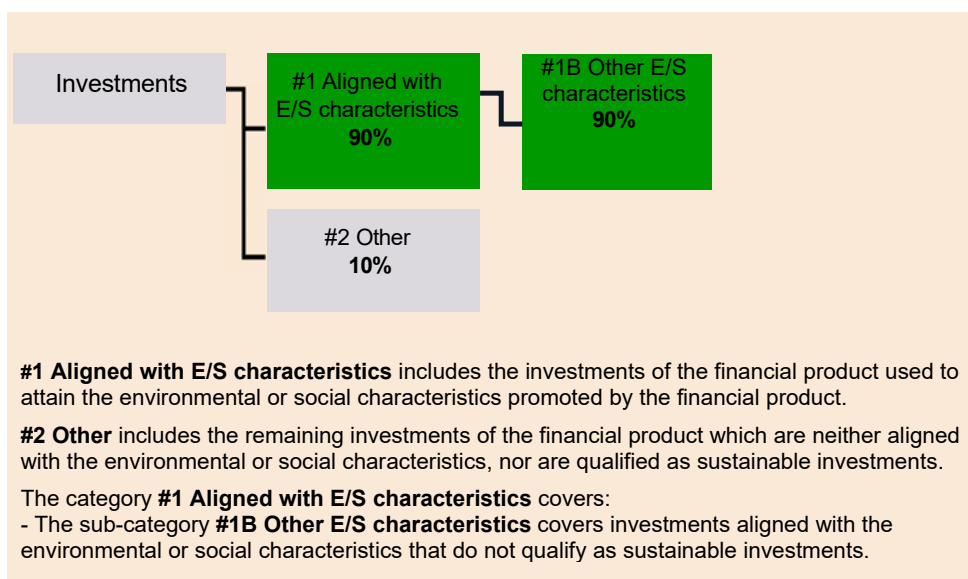 Investments
#1 Aligned with
E/S characteristics
90%
#1B Other E/S
characteristics
90%
#2 Other
10%
#1 Aligned with E/S characteristics includes the investments of the financial product used to
attain the environmental or social characteristics promoted by the financial product.
#2 Other includes the remaining investments of the financial product which are neither aligned
with the environmental or social characteristics, nor are qualified as sustainable investments.
The category #1 Aligned with E/S characteristics covers:
- The sub-category #1B Other E/S characteristics covers investments aligned with the
environmental or social characteristics that do not qualify as sustainable investments.